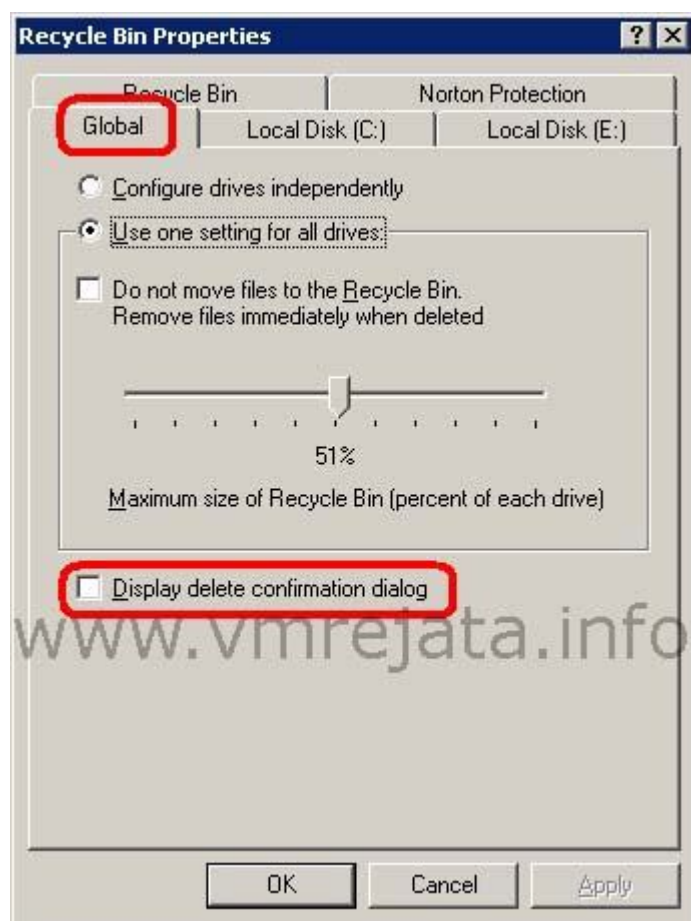 Recycle Bin Properties
Recycle Bin
Norton Protection
Global
Local Disk (C:)
Local Disk (E:)
Configure drives independently
Use one setting for all drives:
Do not move files to the Recycle Bin.
Remove files immediately when deleted
51%
Maximum size of Recycle Bin (percent of each drive)
Display delete confirmation dialog
www.vmrejata.info
OK
Cancel
Apply